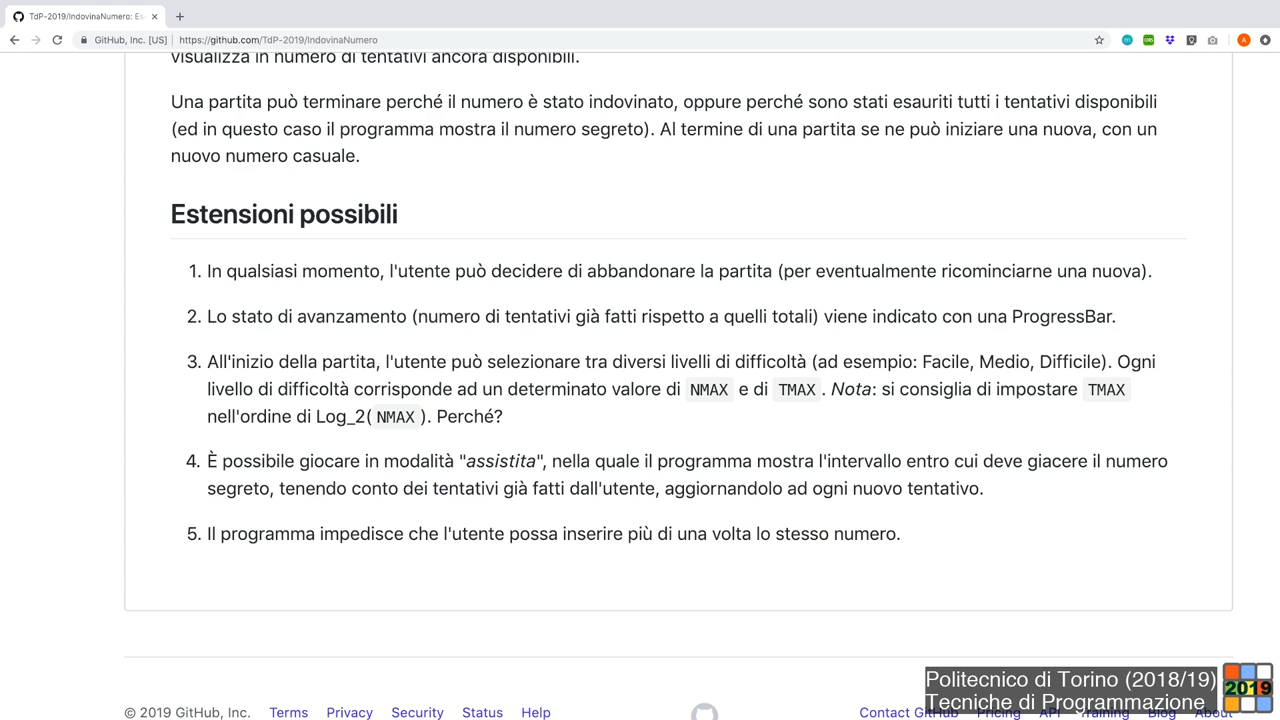 TdP-2019/IndovinaNumero: Es
GitHub, Inc. [US] https://github.com/TdP-2019/IndovinaNumero
visualizza in numero di tentativi ancora disponibili.
Una partita può terminare perché il numero è stato indovinato, oppure perché sono stati esauriti tutti i tentativi disponibili
(ed in questo caso il programma mostra il numero segreto). Al termine di una partita se ne può iniziare una nuova, con un
nuovo numero casuale.
Estensioni possibili
1. In qualsiasi momento, l'utente può decidere di abbandonare la partita (per eventualmente ricominciarne una nuova).
2. Lo stato di avanzamento (numero di tentativi già fatti rispetto a quelli totali) viene indicato con una ProgressBar.
3. All'inizio della partita, l'utente può selezionare tra diversi livelli di difficoltà (ad esempio: Facile, Medio, Difficile). Ogni
livello di difficoltà corrisponde ad un determinato valore di NMAX e di TMAX. Nota: si consiglia di impostare TMAX
nell'ordine di Log_2( NMAX ). Perché?
4. È possibile giocare in modalità "assistita", nella quale il programma mostra l'intervallo entro cui deve giacere il numero
segreto, tenendo conto dei tentativi già fatti dall'utente, aggiornandolo ad ogni nuovo tentativo.
5. Il programma impedisce che l'utente possa inserire più di una volta lo stesso numero.
Politecnico di Torino (2018/19)
Tecniche di Programmazione
2019
© 2019 GitHub, Inc. Terms Privacy Security Status Help Contact GitHub Pricing API Training Blog About